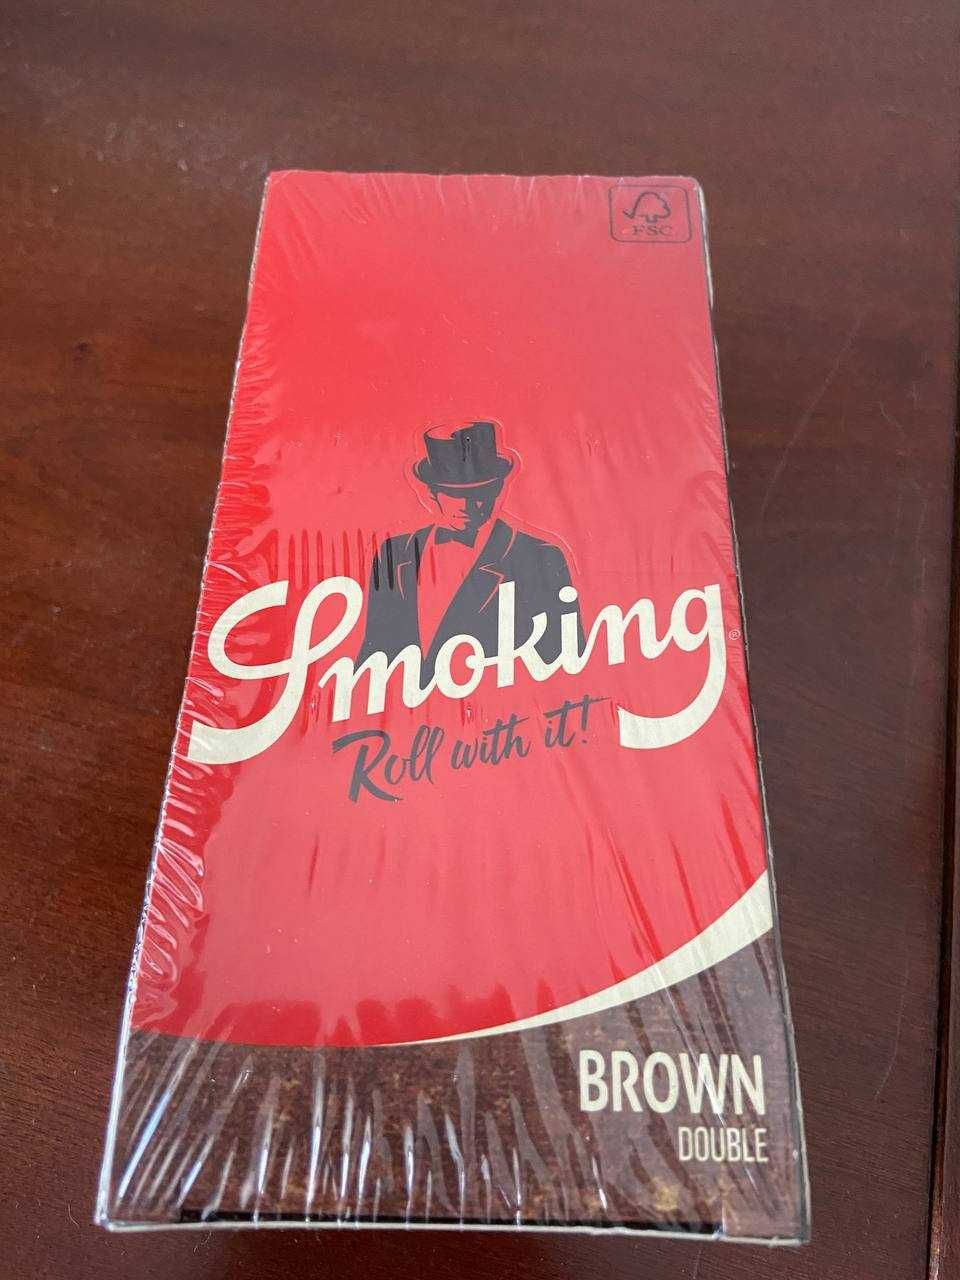 FSC
Smoking®
Roll with it!
BROWN
DOUBLE